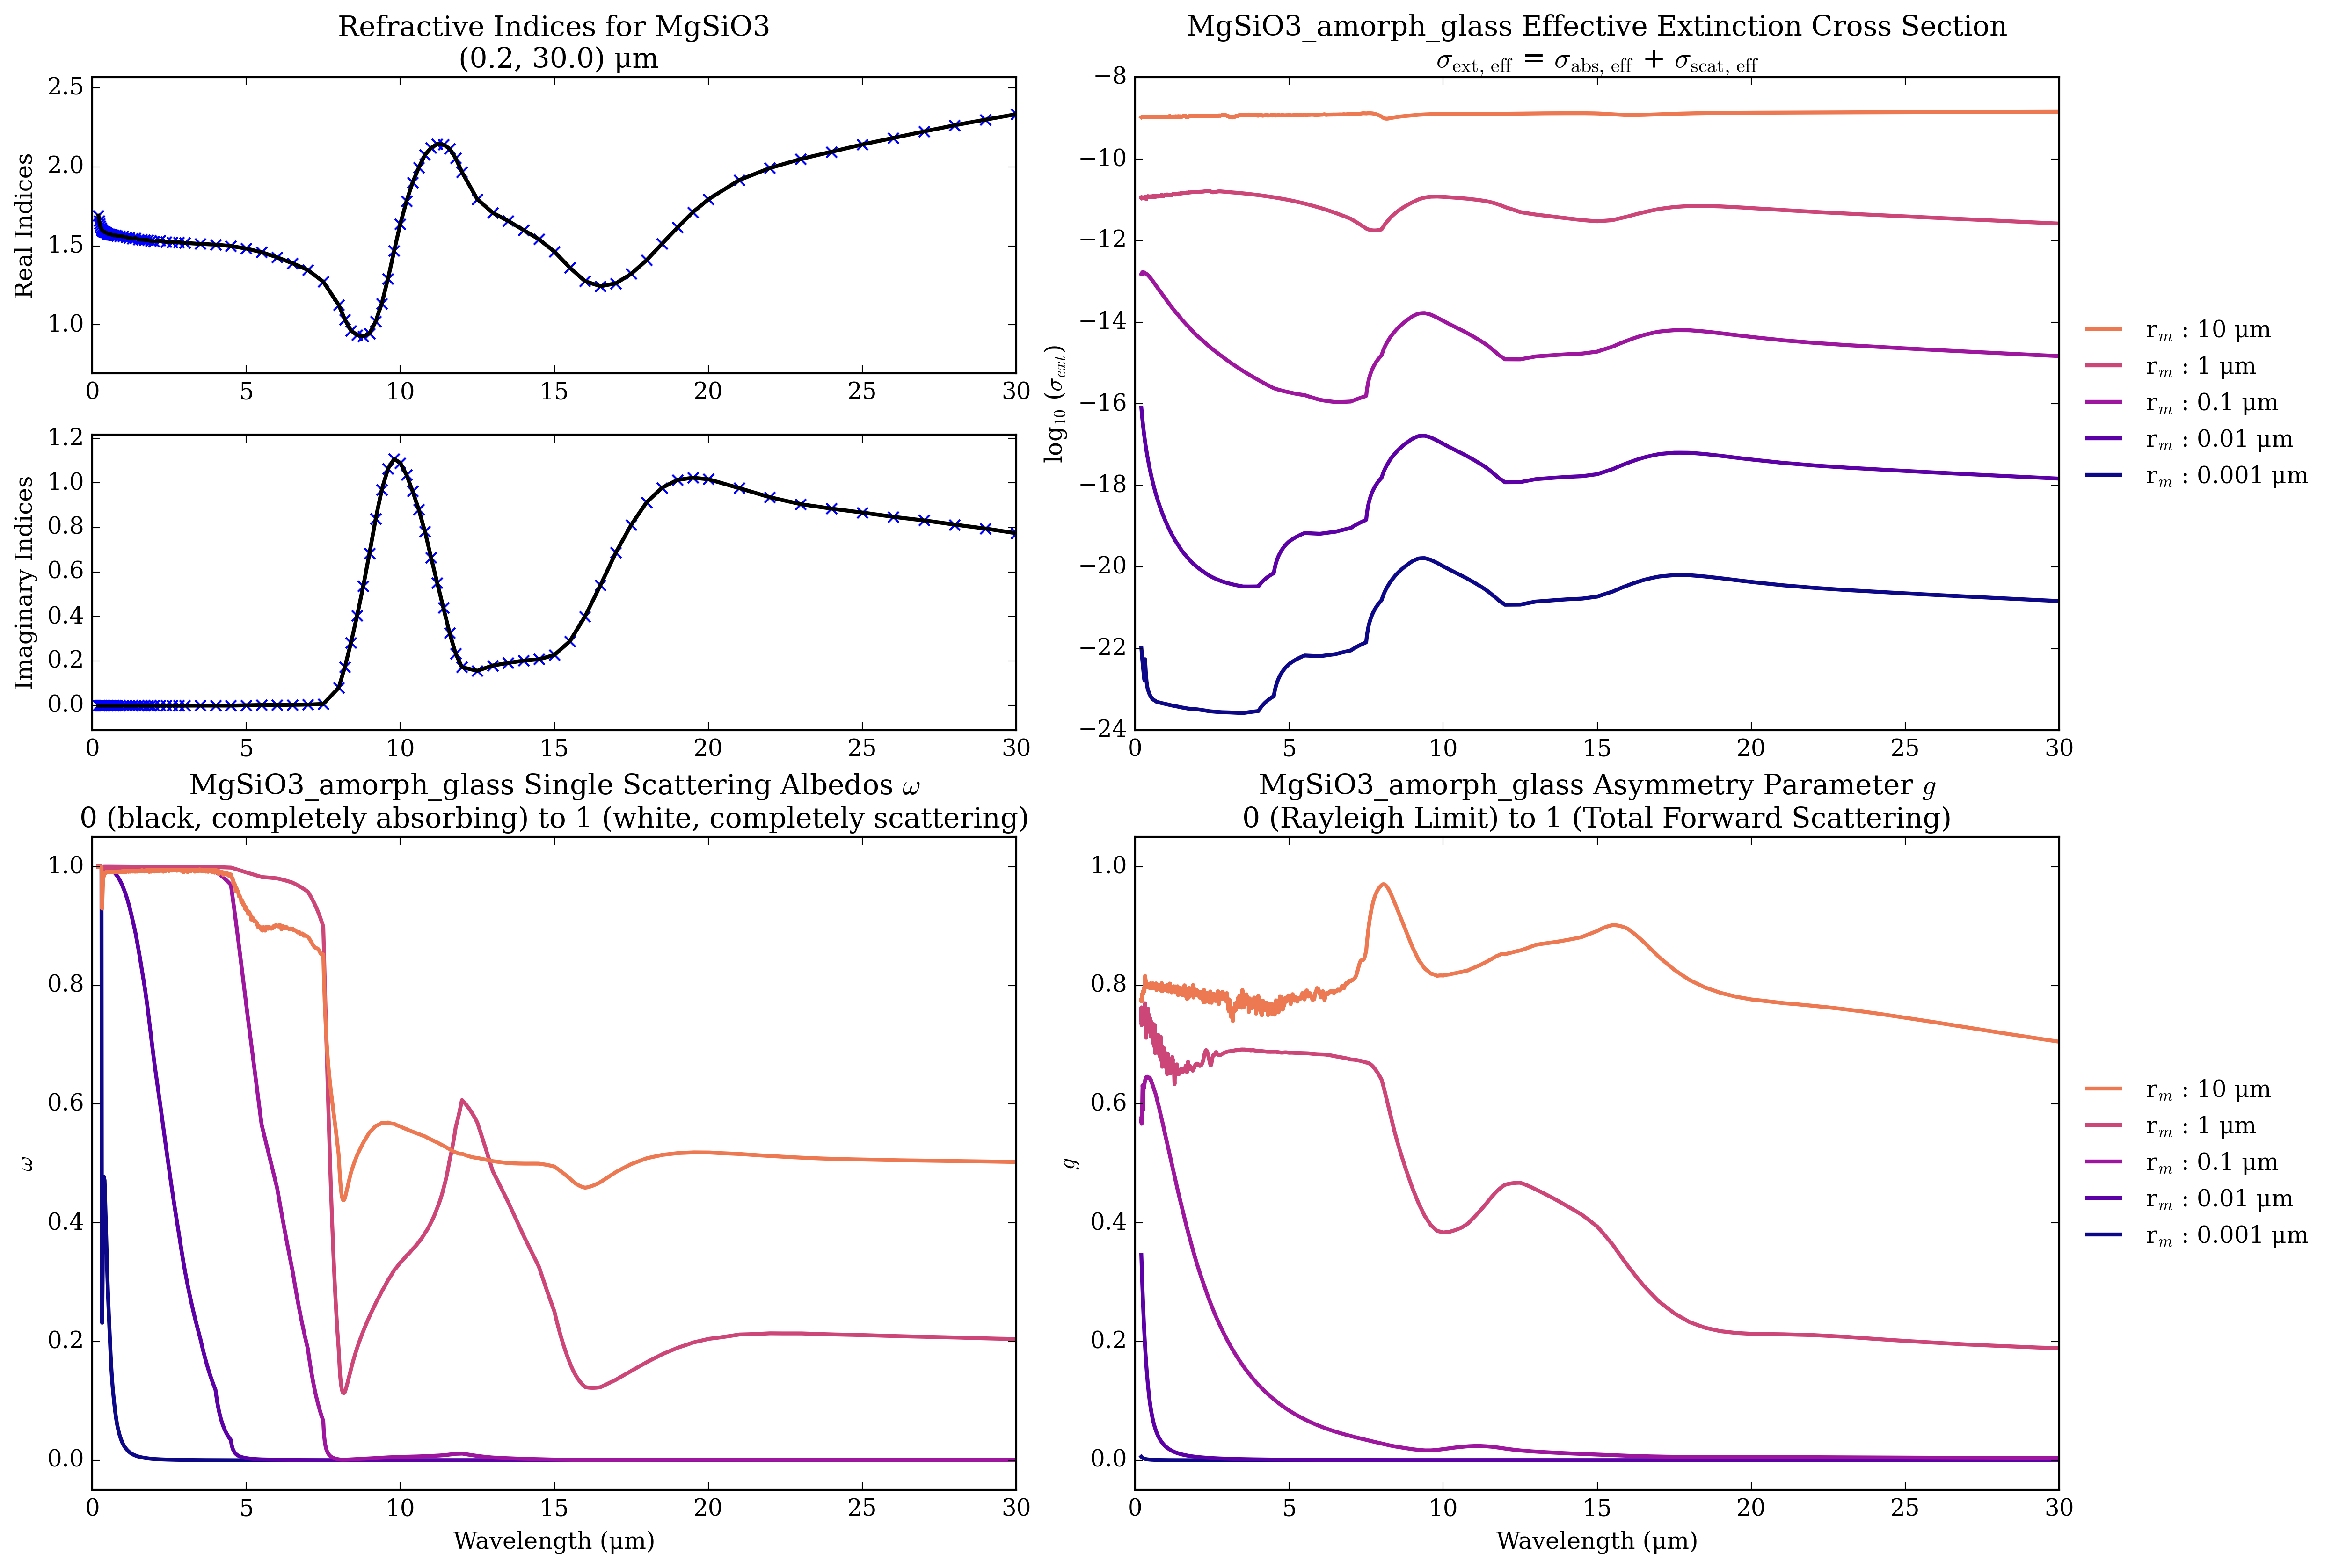 Refractive Indices for MgSiO3
(0.2, 30.0) μm
Real Indices
2.5
2.0
1.5
1.0
0 5 10 15 20 25 30
Imaginary Indices
1.2
1.0
0.8
0.6
0.4
0.2
0.0
0 5 10 15 20 25 30
MgSiO3_amorph_glass Effective Extinction Cross Section
σext, eff = σabs, eff + σscat, eff
log10 (σext)
−8
−10
−12
−14
−16
−18
−20
−22
−24
0 5 10 15 20 25 30
rm : 10 μm
rm : 1 μm
rm : 0.1 μm
rm : 0.01 μm
rm : 0.001 μm
MgSiO3_amorph_glass Single Scattering Albedos ω
0 (black, completely absorbing) to 1 (white, completely scattering)
ω
1.0
0.8
0.6
0.4
0.2
0.0
0 5 10 15 20 25 30
Wavelength (μm)
MgSiO3_amorph_glass Asymmetry Parameter g
0 (Rayleigh Limit) to 1 (Total Forward Scattering)
g
1.0
0.8
0.6
0.4
0.2
0.0
0 5 10 15 20 25 30
Wavelength (μm)
rm : 10 μm
rm : 1 μm
rm : 0.1 μm
rm : 0.01 μm
rm : 0.001 μm